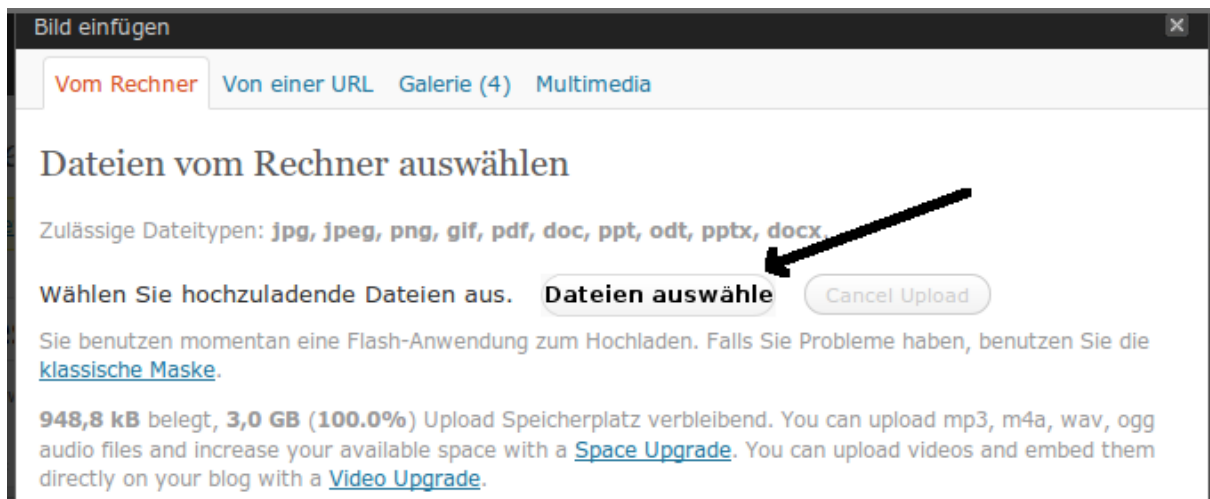 Bild einfügen
Vom Rechner Von einer URL Galerie (4) Multimedia
Dateien vom Rechner auswählen
Zulässige Dateitypen: jpg, jpeg, png, gif, pdf, doc, ppt, odt, pptx, docx.
Wählen Sie hochzuladende Dateien aus. Dateien auswähle Cancel Upload
Sie benutzen momentan eine Flash-Anwendung zum Hochladen. Falls Sie Probleme haben, benutzen Sie die
klassische Maske.
948,8 kB belegt, 3,0 GB (100.0%) Upload Speicherplatz verbleibend. You can upload mp3, m4a, wav, ogg
audio files and increase your available space with a Space Upgrade. You can upload videos and embed them
directly on your blog with a Video Upgrade.